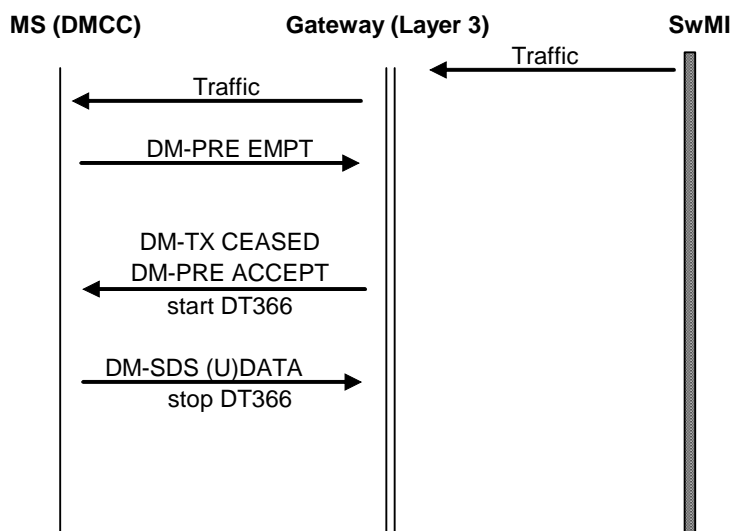 MS (DMCC) Gateway (Layer 3) SwMI
Traffic
Traffic
DM-PRE EMPT
DM-TX CEASED
DM-PRE ACCEPT
start DT366
DM-SDS (U)DATA
stop DT366